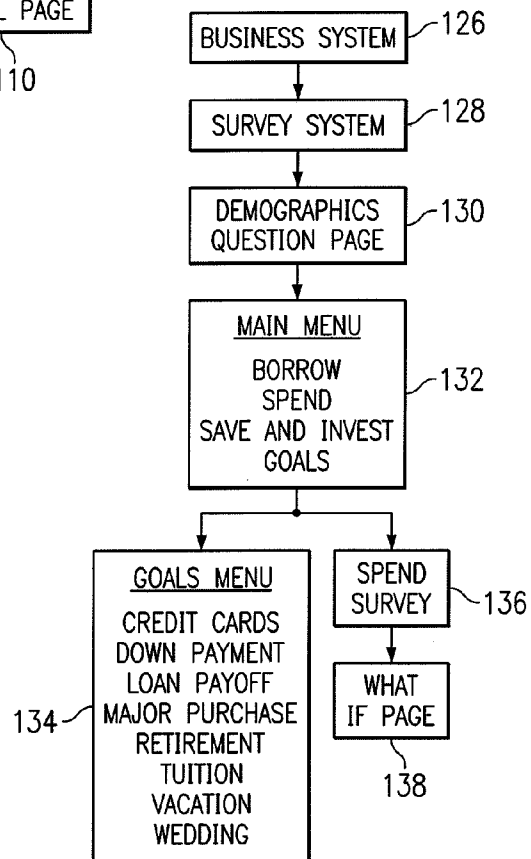 PAGE
110
BUSINESS SYSTEM
126
SURVEY SYSTEM
128
DEMOGRAPHICS
QUESTION PAGE
130
MAIN MENU
BORROW
SPEND
SAVE AND INVEST
GOALS
132
GOALS MENU
CREDIT CARDS
DOWN PAYMENT
LOAN PAYOFF
MAJOR PURCHASE
RETIREMENT
TUITION
VACATION
WEDDING
134
SPEND
SURVEY
136
WHAT
IF PAGE
138